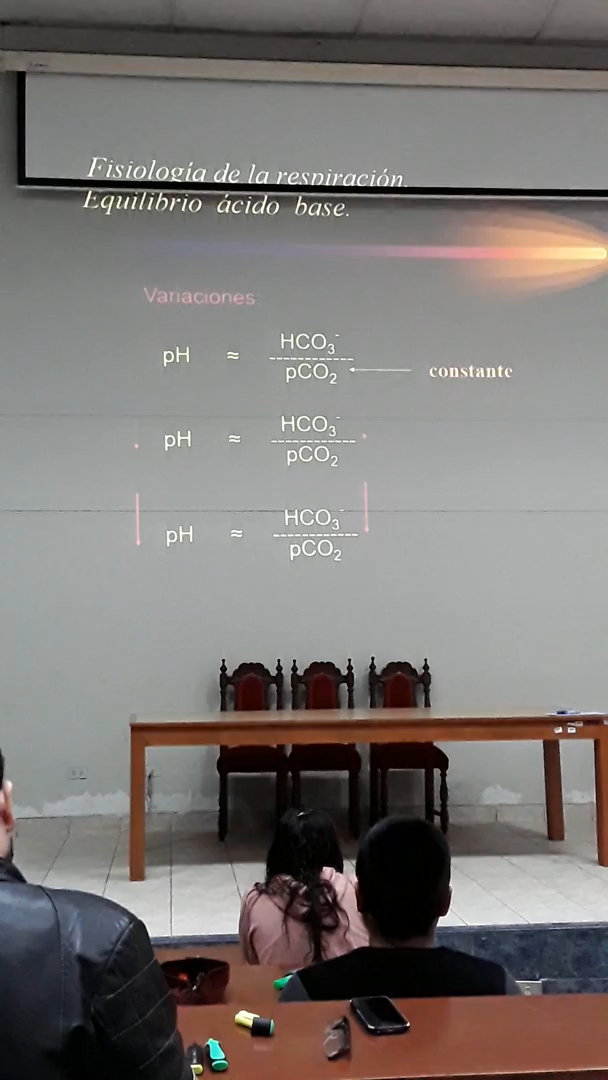 Fisiología de la respiración.
Equilibrio ácido base.
Variaciones:
pH ≈ HCO₃⁻
pCO₂ constante
pH ≈ HCO₃⁻
pCO₂
pH ≈ HCO₃⁻
pCO₂